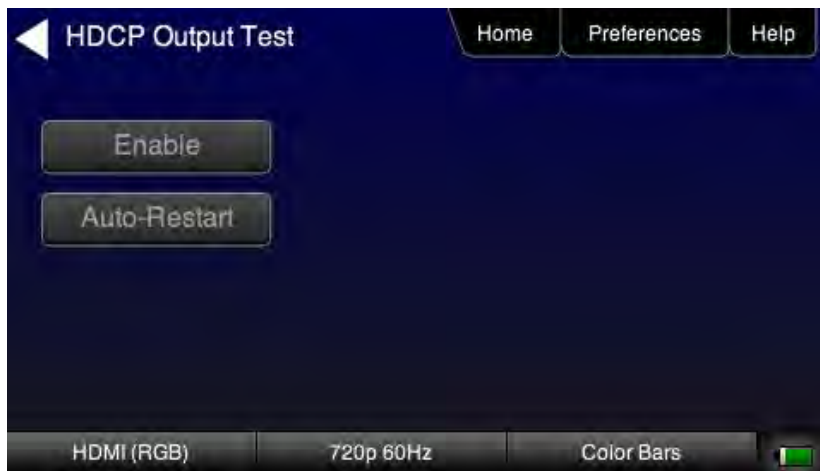 HDCP Output Test
Home
Preferences
Help
Enable
Auto-Restart
HDMI (RGB)
720p 60Hz
Color Bars